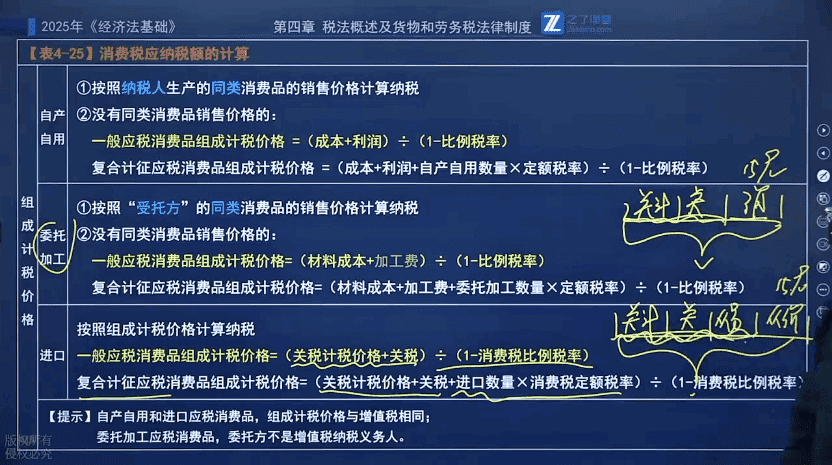 2025年《经济法基础》
第四章 税法概述及货物和劳务税法律制度
之了课堂
【表4-25】消费税应纳税额的计算
组成计税价格
自产自用
①按照纳税人生产的同类消费品的销售价格计算纳税
②没有同类消费品销售价格的：
一般应税消费品组成计税价格 =（成本+利润）÷（1-比例税率）
复合计征应税消费品组成计税价格 =（成本+利润+自产自用数量×定额税率）÷（1-比例税率）
委托加工
①按照“受托方”的同类消费品的销售价格计算纳税
②没有同类消费品销售价格的：
一般应税消费品组成计税价格=（材料成本+加工费）÷（1-比例税率）
复合计征应税消费品组成计税价格=（材料成本+加工费+委托加工数量×定额税率）÷（1-比例税率）
进口
按照组成计税价格计算纳税
一般应税消费品组成计税价格=（关税计税价格+关税）÷（1-消费税比例税率）
复合计征应税消费品组成计税价格=（关税计税价格+关税+进口数量×消费税定额税率）÷（1-消费税比例税率）
【提示】自产自用和进口应税消费品，组成计税价格与增值税相同；
委托加工应税消费品，委托方不是增值税纳税义务人。
版权所有
侵权必究